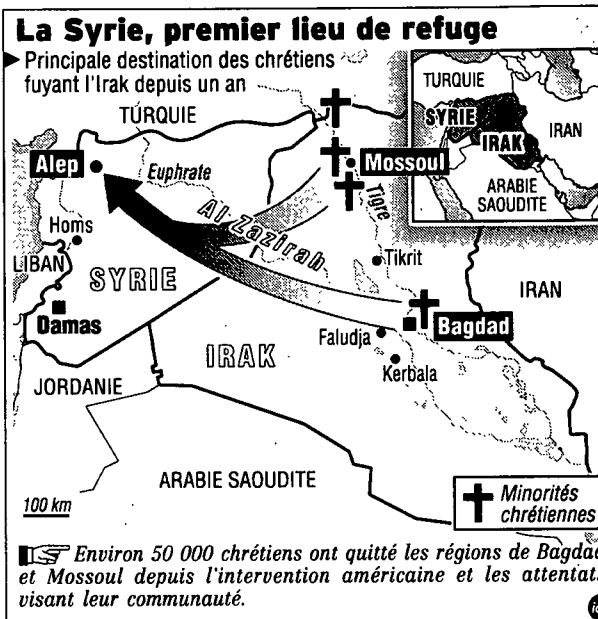 La Syrie, premier lieu de refuge
Principale destination des chrétiens
fuyant l'Irak depuis un an
TURQUIE
SYRIE
IRAK
IRAN
ARABIE
SAOUDITE
TURQUIE
Alep
Euphrate
Mossoul
Tigre
Al Zazirah
Homs
LIBAN
SYRIE
Tikrit
IRAN
Damas
Bagdad
Faludja
IRAK
Kerbala
JORDANIE
ARABIE SAOUDITE
100 km
Minorités
chrétiennes
Environ 50 000 chrétiens ont quitté les régions de Bagdad
et Mossoul depuis l'intervention américaine et les attentats
visant leur communauté.